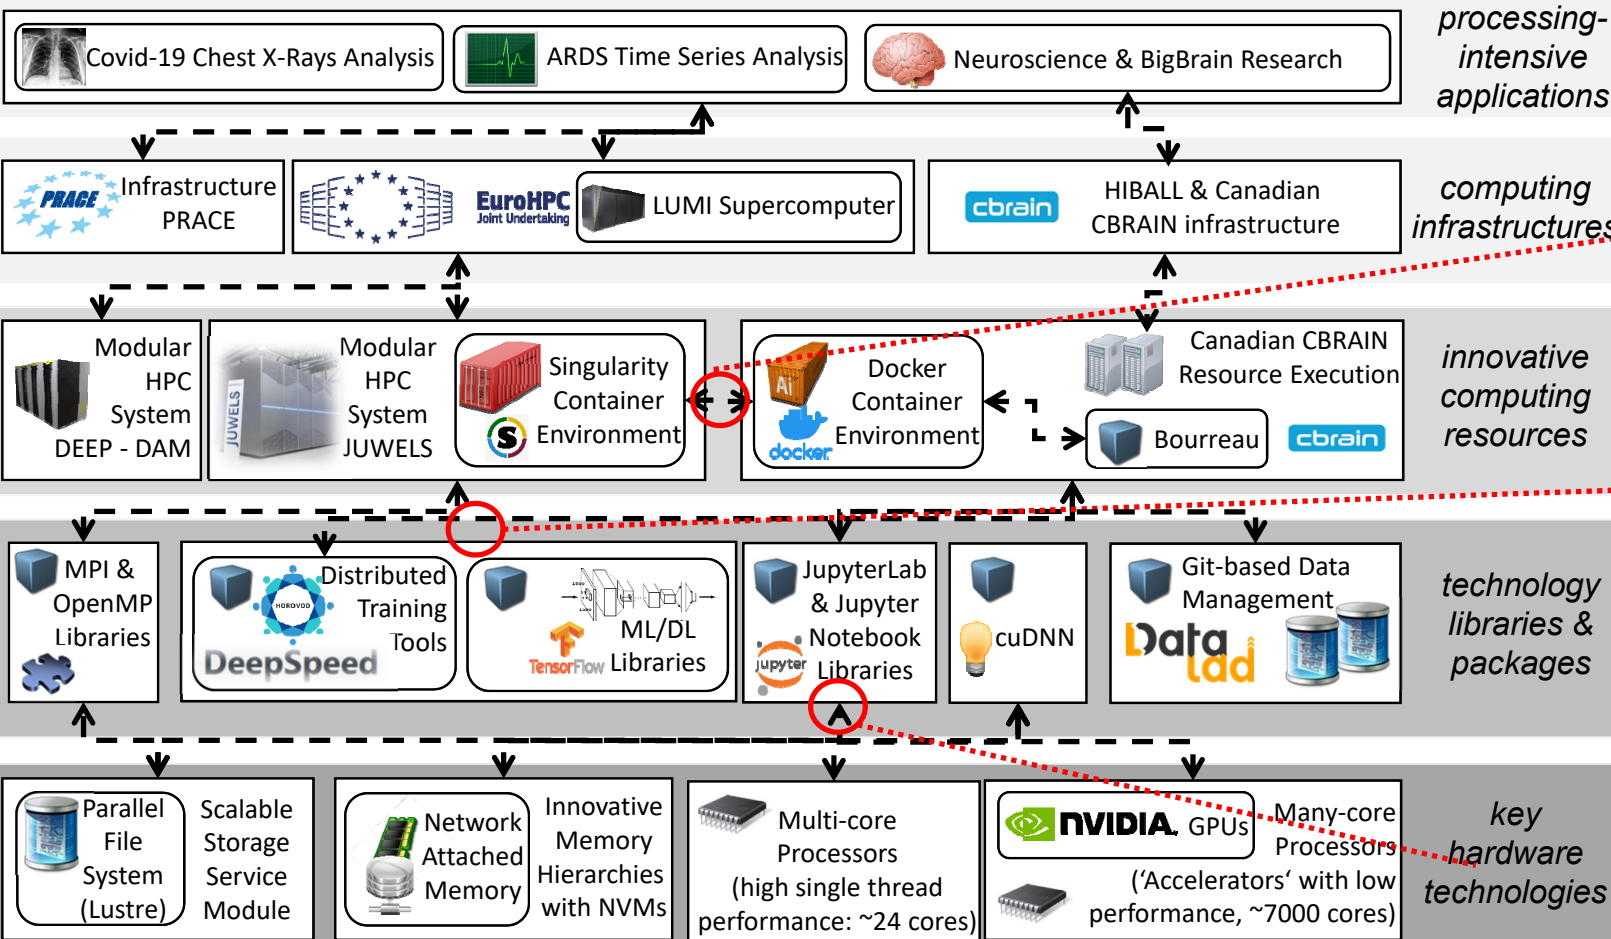 Covid-19 Chest X-Rays Analysis
ARDS Time Series Analysis
Neuroscience & BigBrain Research
processing-
intensive
applications
PRACE
Infrastructure
PRACE
EuroHPC
Joint Undertaking
LUMI Supercomputer
cbrain
HIBALL & Canadian
CBRAIN infrastructure
computing
infrastructures
Modular
HPC
System
DEEP - DAM
JUWELS
Modular
HPC
System
JUWELS
Singularity
Container
Environment
S
Ai
docker
Docker
Container
Environment
Canadian CBRAIN
Resource Execution
Bourreau
cbrain
innovative
computing
resources
MPI &
OpenMP
Libraries
HOROVOD
Distributed
Training
Tools
DeepSpeed
TensorFlow
ML/DL
Libraries
jupyter
JupyterLab
& Jupyter
Notebook
Libraries
cuDNN
Git-based Data
Management
Data
Lad
technology
libraries &
packages
Parallel
File
System
(Lustre)
Scalable
Storage
Service
Module
Network
Attached
Memory
Innovative
Memory
Hierarchies
with NVMs
Multi-core
Processors
(high single thread
performance: ~24 cores)
NVIDIA. GPUs
Many-core
Processors
(‘Accelerators‘ with low
performance, ~7000 cores)
key
hardware
technologies